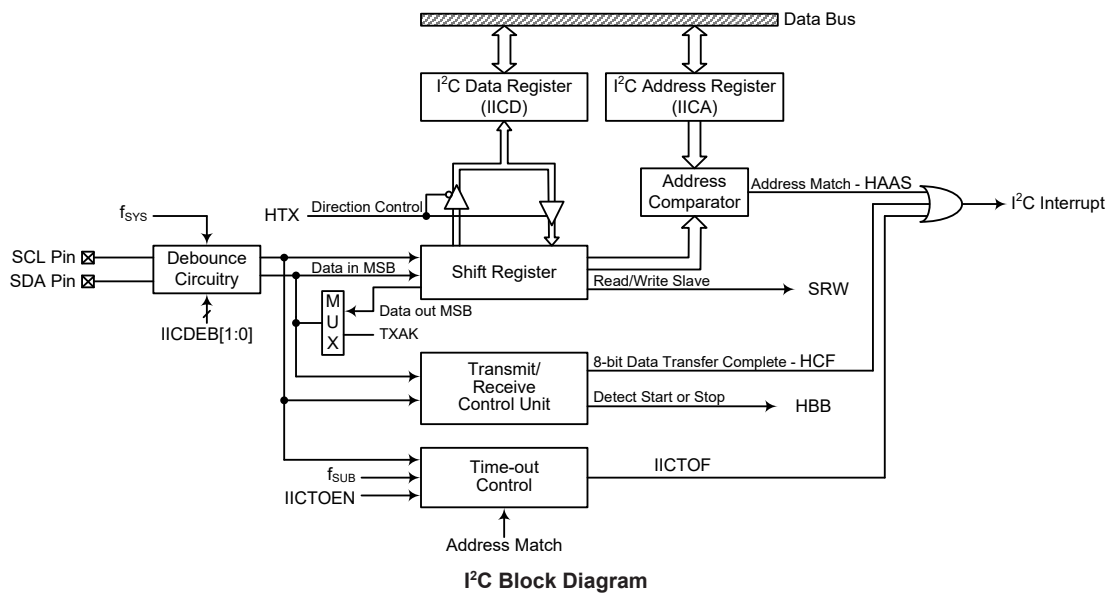 Data Bus
I²C Data Register
(IICD)
I²C Address Register
(IICA)
Address
Comparator
Address Match - HAAS
I²C Interrupt
HTX
Direction Control
fSYS
SCL Pin
SDA Pin
Debounce
Circuitry
Data in MSB
Shift Register
Read/Write Slave
SRW
IICDEB[1:0]
M
U
X
Data out MSB
TXAK
Transmit/
Receive
Control Unit
8-bit Data Transfer Complete - HCF
Detect Start or Stop
HBB
fSUB
IICTOEN
Time-out
Control
IICTOF
Address Match
I²C Block Diagram